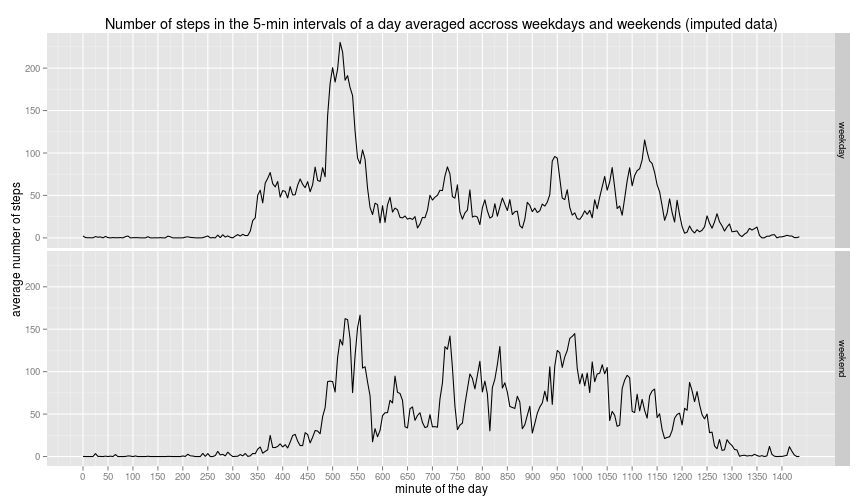 Number of steps in the 5-min intervals of a day averaged accross weekdays and weekends (imputed data)
200
150
100
50
0
weekday
average number of steps
200
150
100
50
0
weekend
0 50 100 150 200 250 300 350 400 450 500 550 600 650 700 750 800 850 900 950 1000 1050 1100 1150 1200 1250 1300 1350 1400
minute of the day